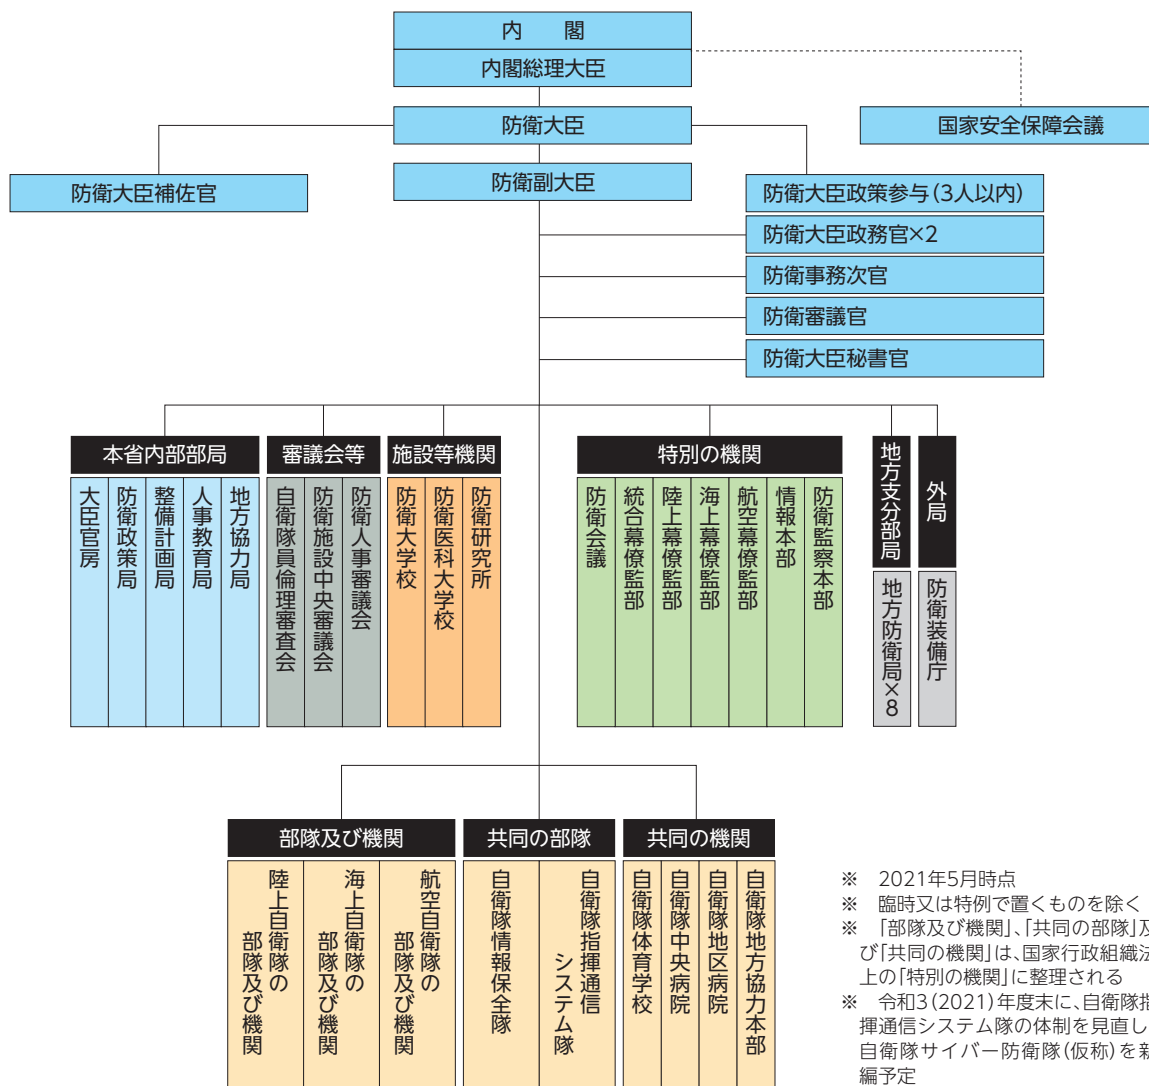 内　閣
内閣総理大臣
防衛大臣
国家安全保障会議
防衛副大臣
防衛大臣補佐官
防衛大臣政策参与(3人以内)
防衛大臣政務官×2
防衛事務次官
防衛審議官
防衛大臣秘書官
本省内部部局
大臣官房
防衛政策局
整備計画局
人事教育局
地方協力局
審議会等
自衛隊員倫理審査会
防衛施設中央審議会
防衛人事審議会
施設等機関
防衛大学校
防衛医科大学校
防衛研究所
特別の機関
防衛会議
統合幕僚監部
陸上幕僚監部
海上幕僚監部
航空幕僚監部
情報本部
防衛監察本部
地方支分部局
地方防衛局×8
外局
防衛装備庁
部隊及び機関
陸上自衛隊の
部隊及び機関
海上自衛隊の
部隊及び機関
航空自衛隊の
部隊及び機関
共同の部隊
自衛隊情報保全隊
自衛隊指揮通信
システム隊
共同の機関
自衛隊体育学校
自衛隊中央病院
自衛隊地区病院
自衛隊地方協力本部
※　2021年5月時点
※　臨時又は特例で置くものを除く
※　「部隊及び機関」、「共同の部隊」及
び「共同の機関」は、国家行政組織法
上の「特別の機関」に整理される
※　令和3(2021)年度末に、自衛隊指
揮通信システム隊の体制を見直し
自衛隊サイバー防衛隊(仮称)を新
編予定